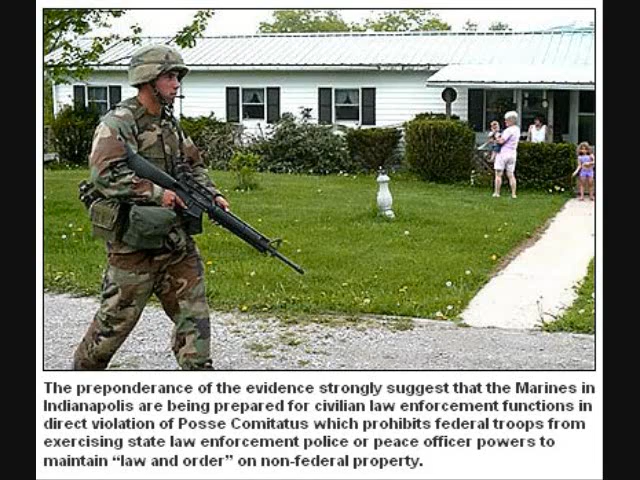 The preponderance of the evidence strongly suggest that the Marines in
Indianapolis are being prepared for civilian law enforcement functions in
direct violation of Posse Comitatus which prohibits federal troops from
exercising state law enforcement police or peace officer powers to
maintain “law and order” on non-federal property.